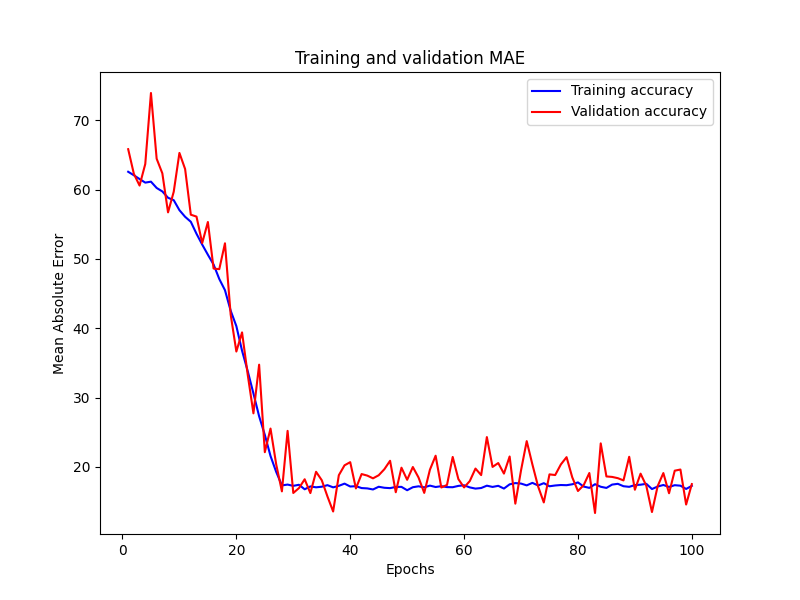 Training and validation MAE
Training accuracy
Validation accuracy
70
60
50
40
30
20
Mean Absolute Error
0 20 40 60 80 100
Epochs